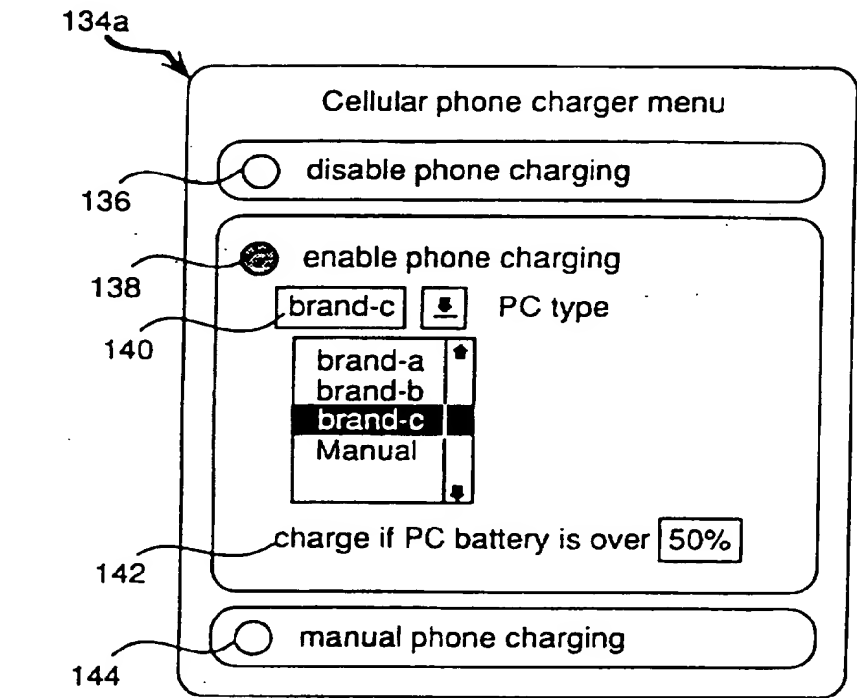 134a
Cellular phone charger menu
136
disable phone charging
138
enable phone charging
140
brand-c
PC type
brand-a
brand-b
brand-c
Manual
142
charge if PC battery is over 50%
144
manual phone charging